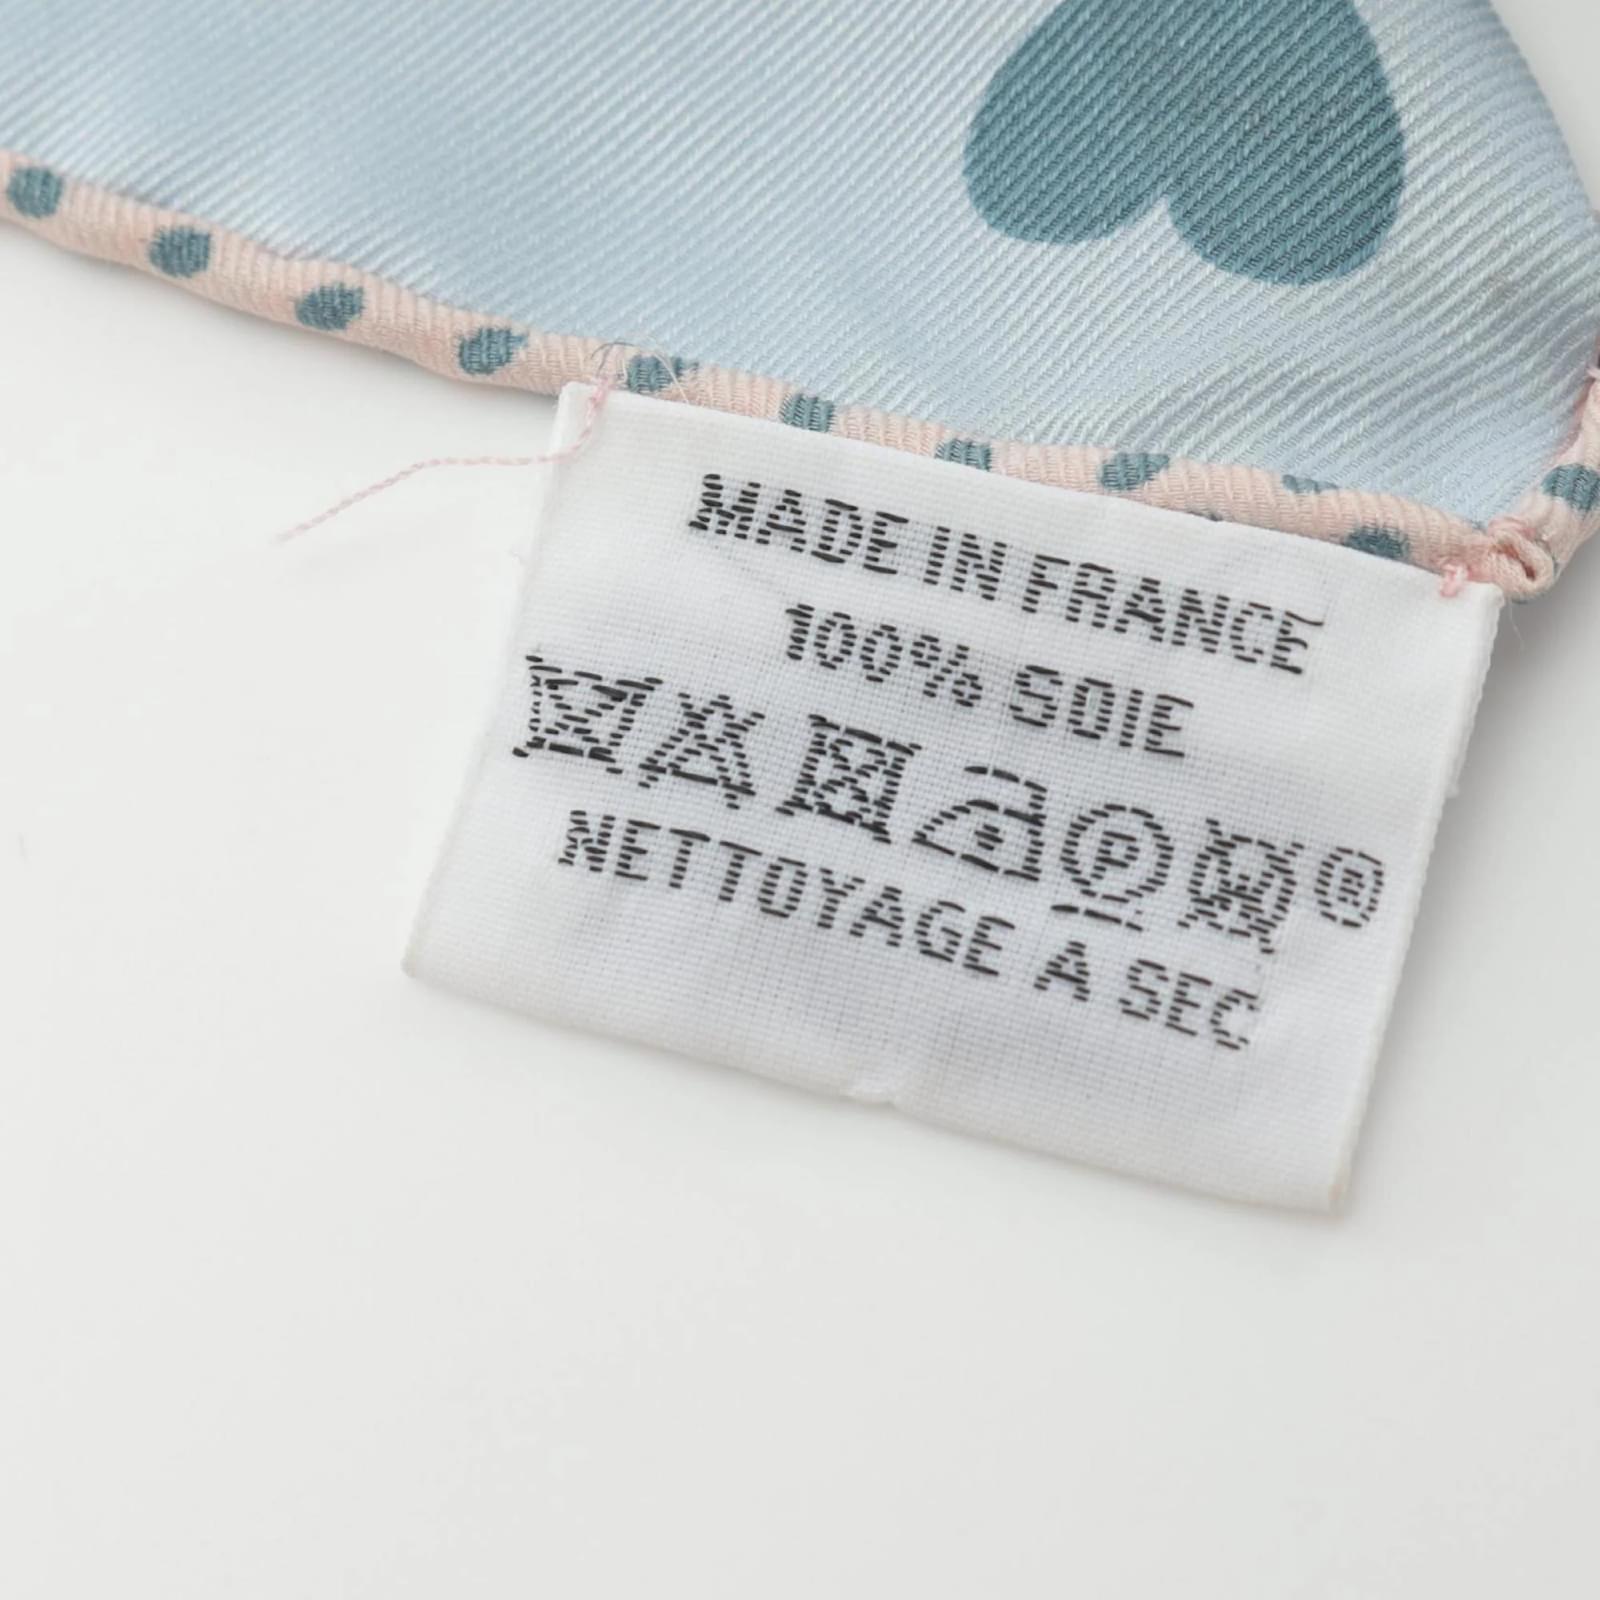 MADE IN FRANCE
100% SOIE
P ®
NETTOYAGE A SEC